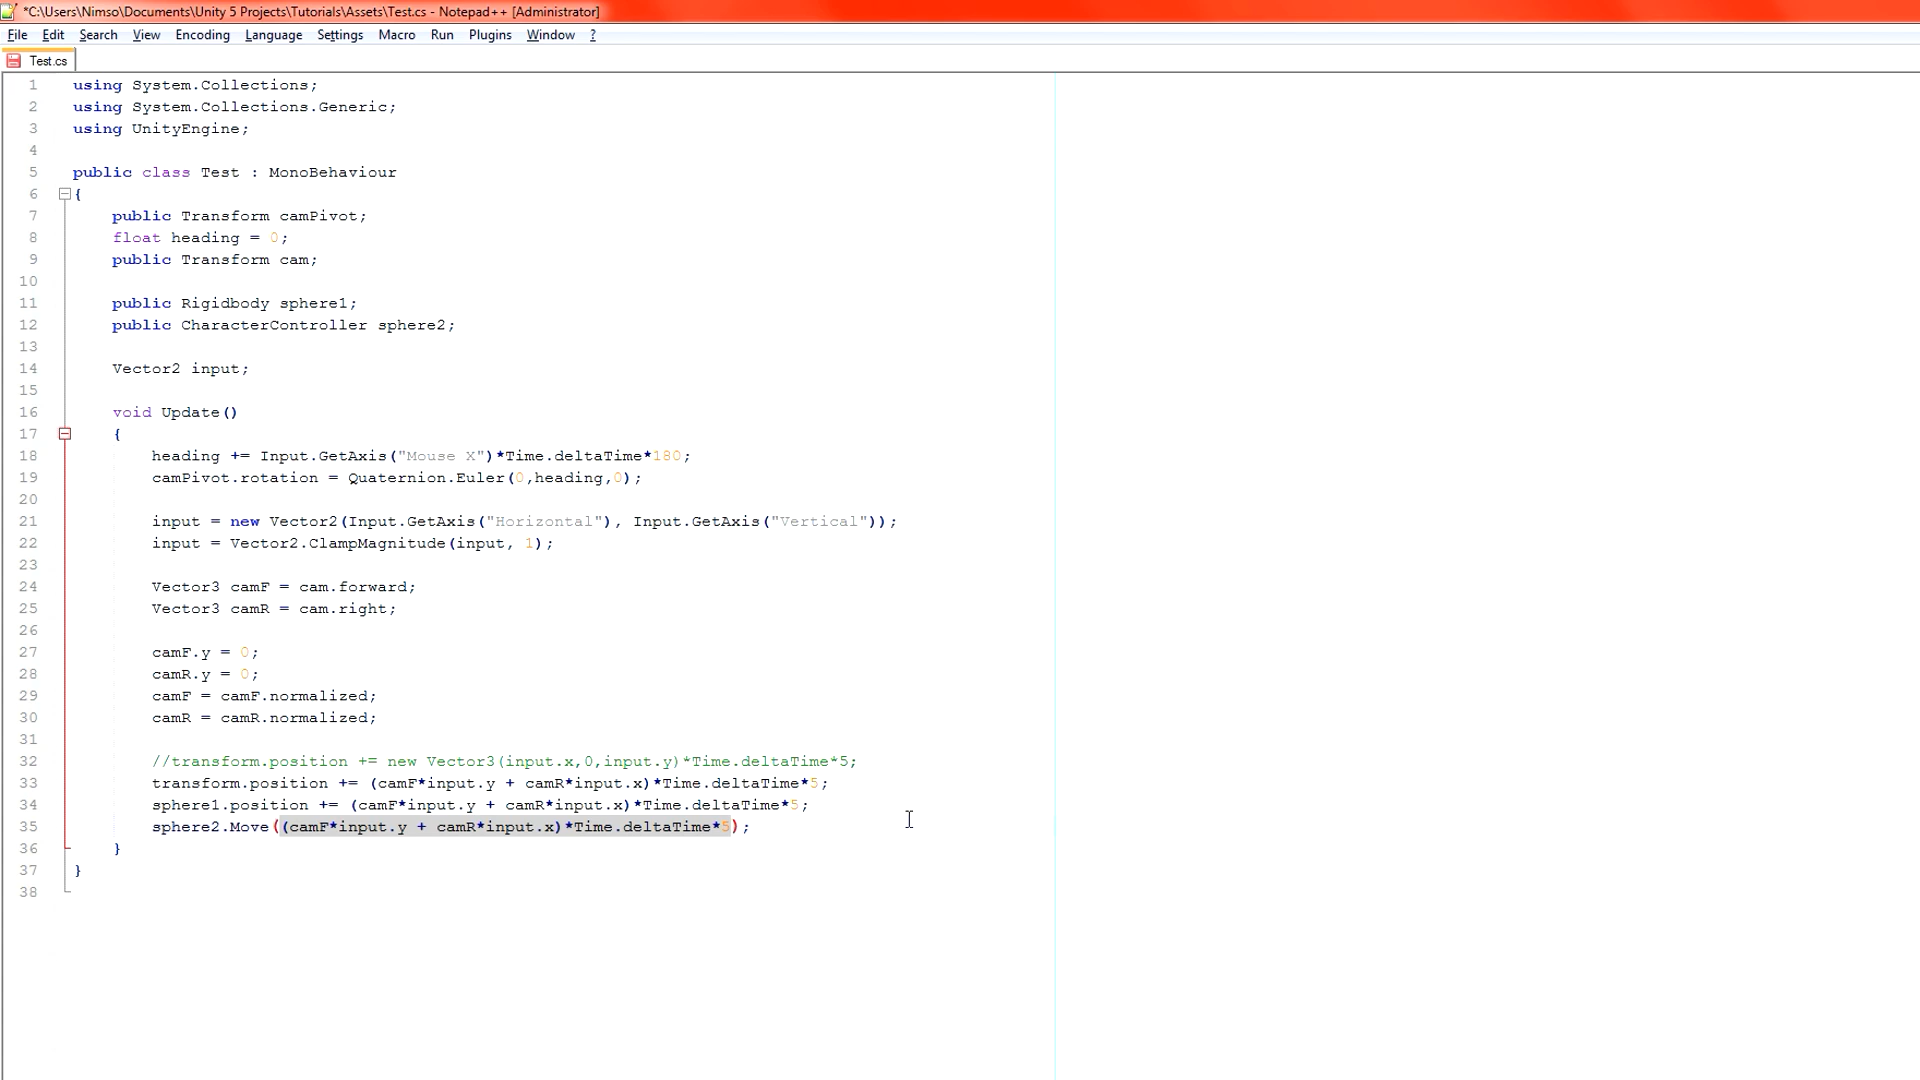 *C:\Users\Nimso\Documents\Unity 5 Projects\Tutorials\Assets\Test.cs - Notepad++ [Administrator]
File Edit Search View Encoding Language Settings Macro Run Plugins Window ?
Test.cs
1 using System.Collections;
2 using System.Collections.Generic;
3 using UnityEngine;
4
5 public class Test : MonoBehaviour
6 {
7 public Transform camPivot;
8 float heading = 0;
9 public Transform cam;
10
11 public Rigidbody sphere1;
12 public CharacterController sphere2;
13
14 Vector2 input;
15
16 void Update()
17 {
18 heading += Input.GetAxis("Mouse X")*Time.deltaTime*180;
19 camPivot.rotation = Quaternion.Euler(0,heading,0);
20
21 input = new Vector2(Input.GetAxis("Horizontal"), Input.GetAxis("Vertical"));
22 input = Vector2.ClampMagnitude(input, 1);
23
24 Vector3 camF = cam.forward;
25 Vector3 camR = cam.right;
26
27 camF.y = 0;
28 camR.y = 0;
29 camF = camF.normalized;
30 camR = camR.normalized;
31
32 //transform.position += new Vector3(input.x,0,input.y)*Time.deltaTime*5;
33 transform.position += (camF*input.y + camR*input.x)*Time.deltaTime*5;
34 sphere1.position += (camF*input.y + camR*input.x)*Time.deltaTime*5;
35 sphere2.Move((camF*input.y + camR*input.x)*Time.deltaTime*5);
36 }
37 }
38